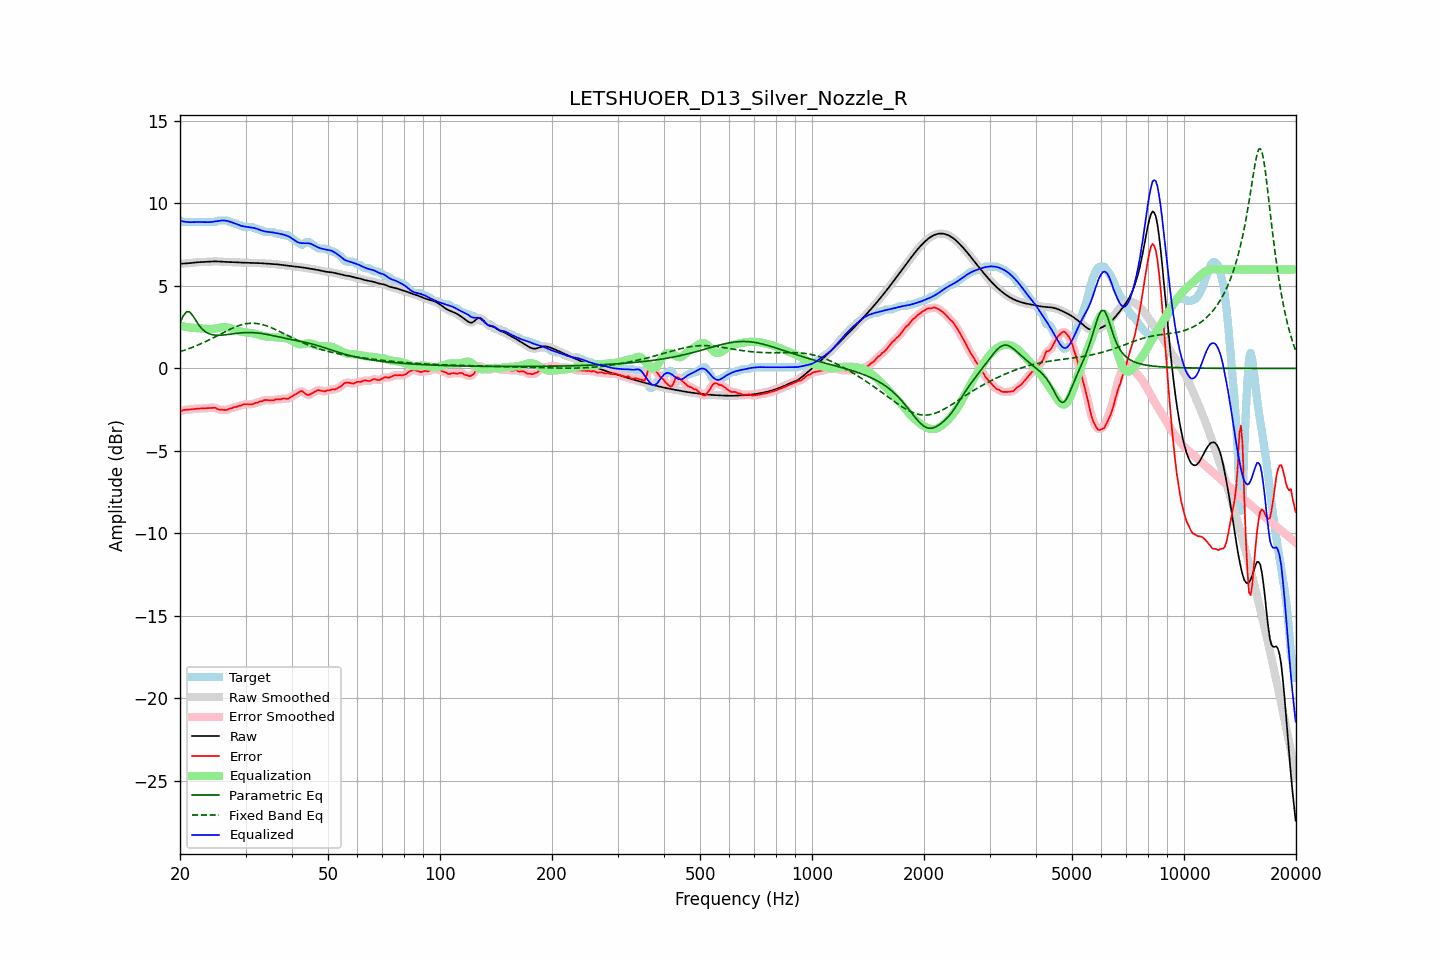 LETSHUOER_D13_Silver_Nozzle_R
Amplitude (dBr)
15
10
5
0
−5
−10
−15
−20
−25
Target
Raw Smoothed
Error Smoothed
Raw
Error
Equalization
Parametric Eq
Fixed Band Eq
Equalized
20 50 100 200 500 1000 2000 5000 10000 20000
Frequency (Hz)